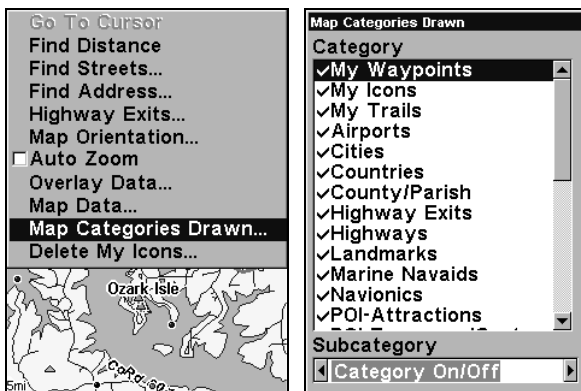 Go To Cursor
Find Distance
Find Streets...
Find Address...
Highway Exits...
Map Orientation...
Auto Zoom
Overlay Data...
Map Data...
Map Categories Drawn...
Delete My Icons...
Ozark Isle
5mi
Map Categories Drawn
Category
My Waypoints
My Icons
My Trails
Airports
Cities
Countries
County/Parish
Highway Exits
Highways
Landmarks
Marine Navaids
Navionics
POI-Attractions
Subcategory
Category On/Off